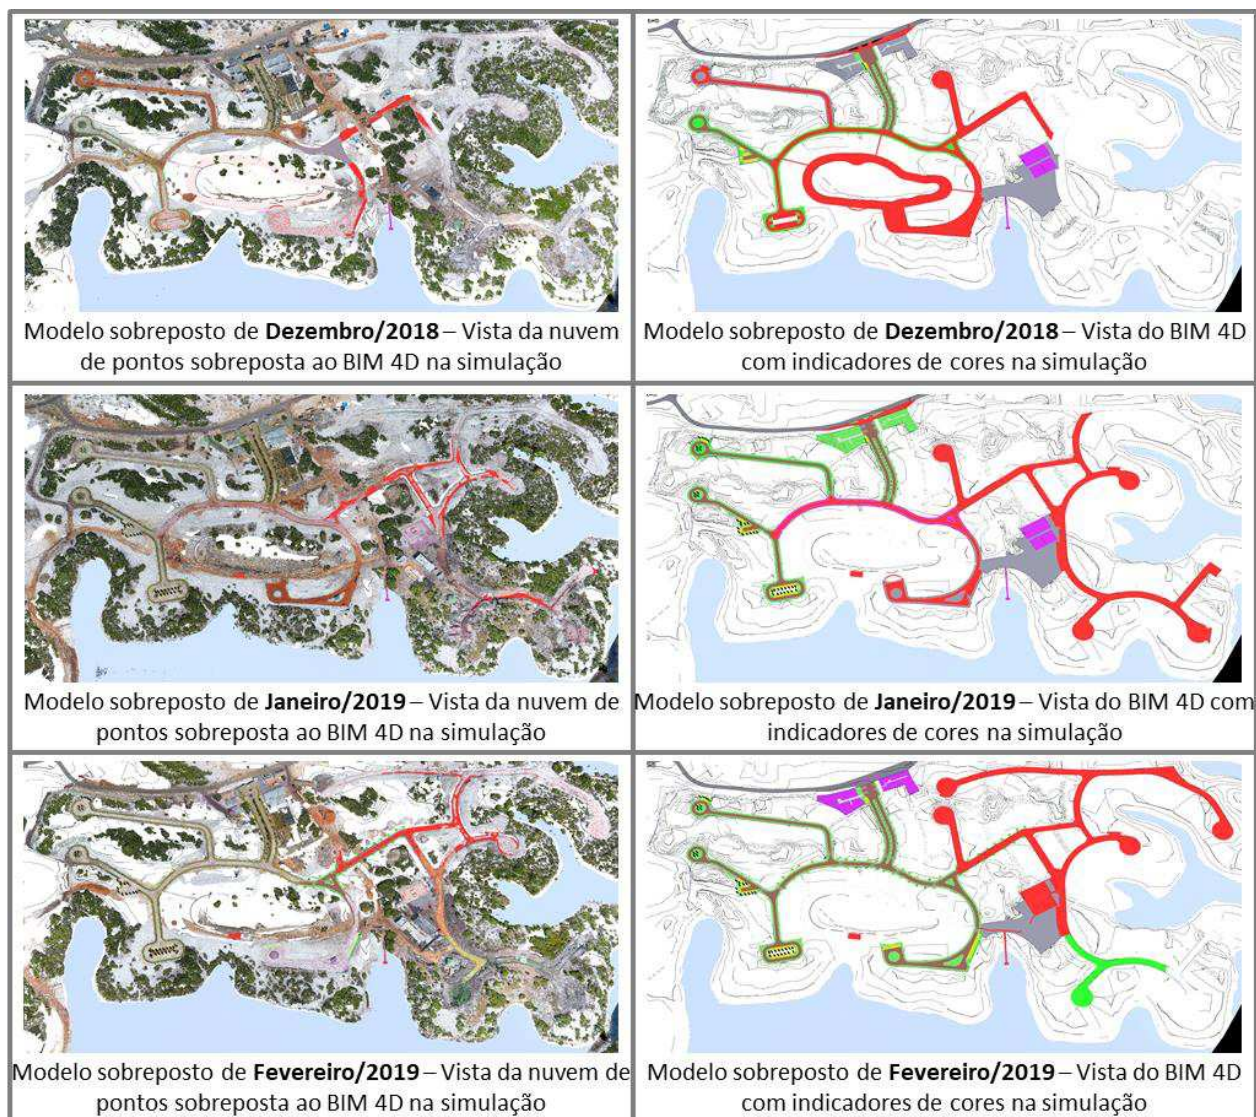 Modelo sobreposto de Dezembro/2018 – Vista da nuvem
de pontos sobreposta ao BIM 4D na simulação
Modelo sobreposto de Dezembro/2018 – Vista do BIM 4D
com indicadores de cores na simulação
Modelo sobreposto de Janeiro/2019 – Vista da nuvem de
pontos sobreposta ao BIM 4D na simulação
Modelo sobreposto de Janeiro/2019 – Vista do BIM 4D com
indicadores de cores na simulação
Modelo sobreposto de Fevereiro/2019 – Vista da nuvem de
pontos sobreposta ao BIM 4D na simulação
Modelo sobreposto de Fevereiro/2019 – Vista do BIM 4D
com indicadores de cores na simulação